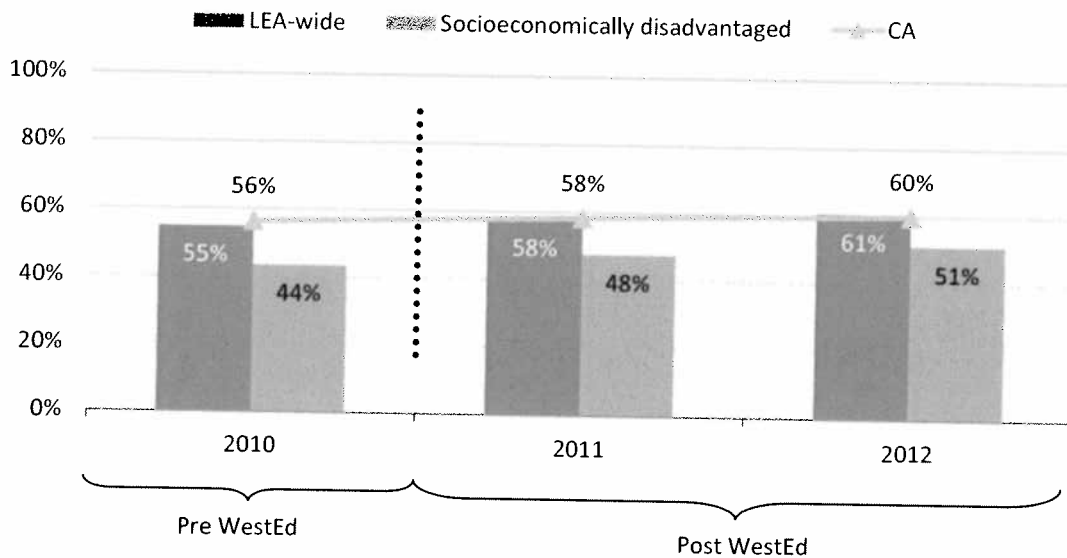 LEA-wide Socioeconomically disadvantaged CA
100%
80%
60%
40%
20%
0%
56% 58% 60%
55% 44% 58% 48% 61% 51%
2010 2011 2012
Pre WestEd Post WestEd